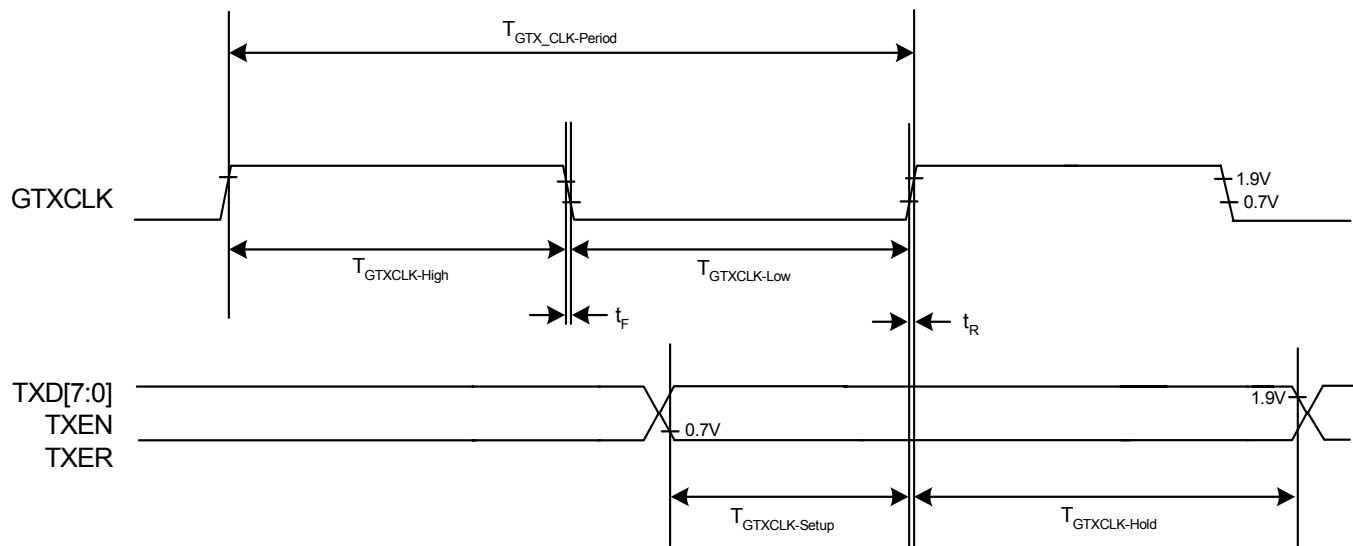 TGTX_CLK-Period
GTXCLK
1.9V
0.7V
TGTXCLK-High
TGTXCLK-Low
tF
tR
TXD[7:0]
TXEN
TXER
1.9V
0.7V
TGTXCLK-Setup
TGTXCLK-Hold